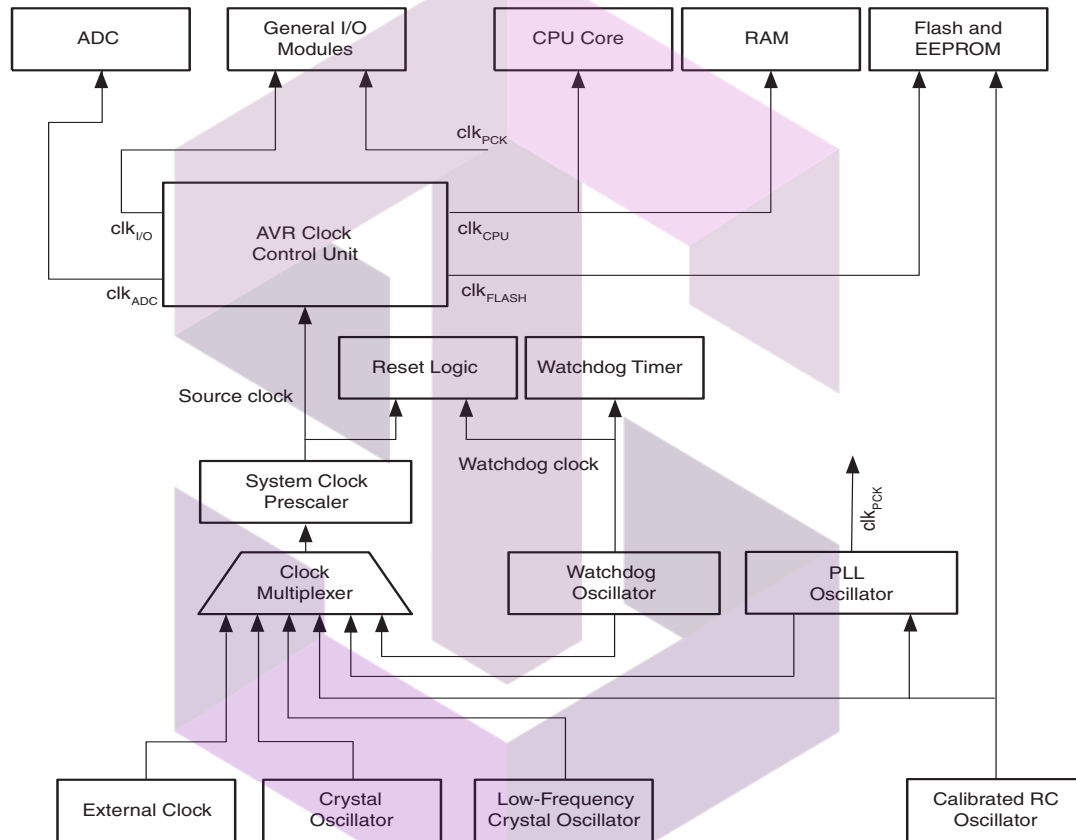 ADC
General I/O
Modules
CPU Core
RAM
Flash and
EEPROM
clkPCK
clkI/O
AVR Clock
Control Unit
clkCPU
clkADC
clkFLASH
Reset Logic
Watchdog Timer
Source clock
Watchdog clock
System Clock
Prescaler
clkPCK
Clock
Multiplexer
Watchdog
Oscillator
PLL
Oscillator
External Clock
Crystal
Oscillator
Low-Frequency
Crystal Oscillator
Calibrated RC
Oscillator